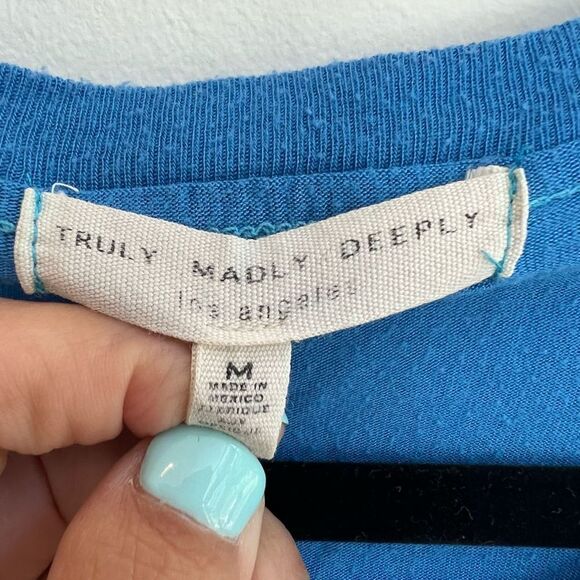 TRULY MADLY DEEPLY
los angeles
M
MADE IN
MEXICO